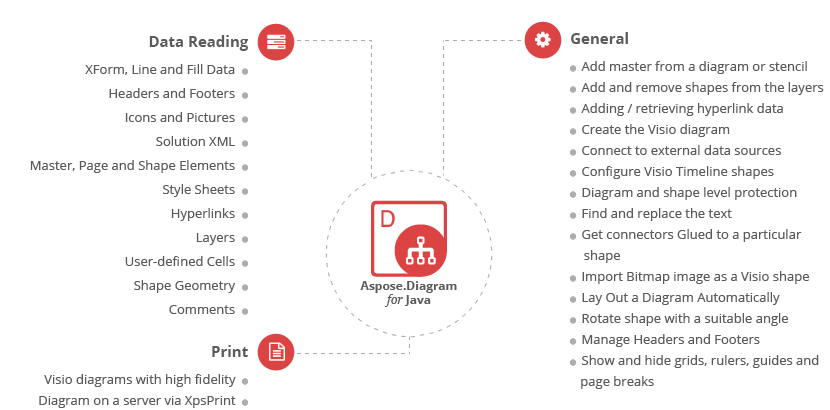 Data Reading
XForm, Line and Fill Data
Headers and Footers
Icons and Pictures
Solution XML
Master, Page and Shape Elements
Style Sheets
Hyperlinks
Layers
User-defined Cells
Shape Geometry
Comments
Print
Visio diagrams with high fidelity
Diagram on a server via XpsPrint
D
Aspose.Diagram
for Java
General
Add master from a diagram or stencil
Add and remove shapes from the layers
Adding / retrieving hyperlink data
Create the Visio diagram
Connect to external data sources
Configure Visio Timeline shapes
Diagram and shape level protection
Find and replace the text
Get connectors Glued to a particular
shape
Import Bitmap image as a Visio shape
Lay Out a Diagram Automatically
Rotate shape with a suitable angle
Manage Headers and Footers
Show and hide grids, rulers, guides and
page breaks